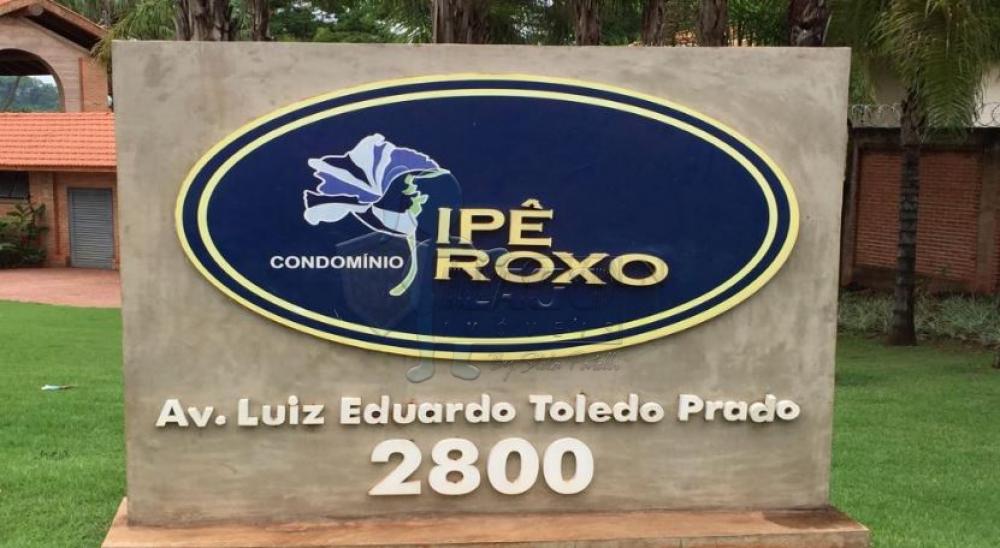 CONDOMÍNIO
IPÊ
ROXO
Av. Luiz Eduardo Toledo Prado
2800